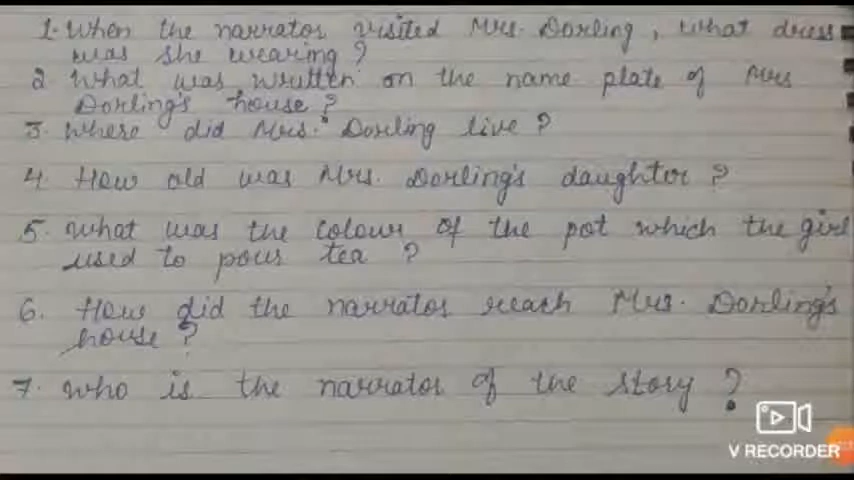 1. When the narrator visited Mrs. Dorling, what dress
was she wearing?
2. What was written on the name plate of Mrs
Dorling's house?
3. Where did Mrs. Dorling live?
4. How old was Mrs. Dorling's daughter?
5. What was the colour of the pot which the girl
used to pour tea?
6. How did the narrator reach Mrs. Dorling's
house?
7. Who is the narrator of the story?
V RECORDER